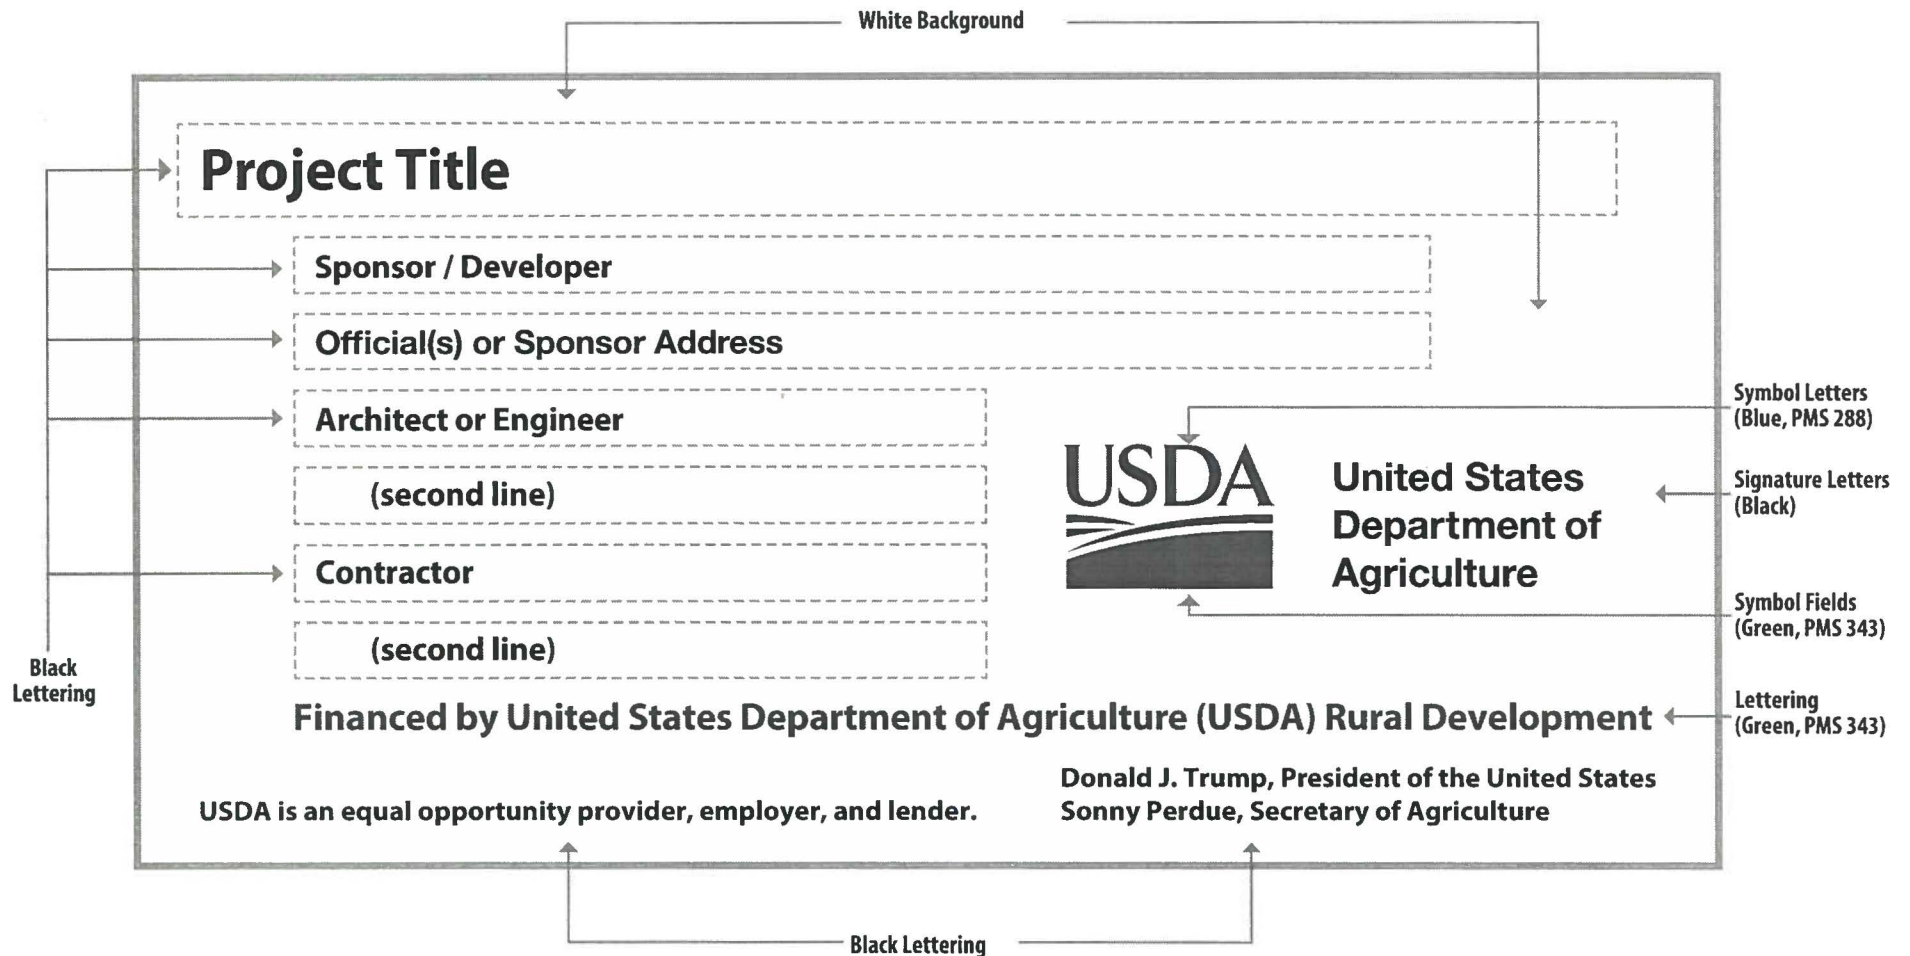 White Background
Project Title
Sponsor / Developer
Official(s) or Sponsor Address
Architect or Engineer
(second line)
Contractor
(second line)
USDA
United States
Department of
Agriculture
Symbol Letters
(Blue, PMS 288)
Signature Letters
(Black)
Symbol Fields
(Green, PMS 343)
Black
Lettering
Financed by United States Department of Agriculture (USDA) Rural Development
Lettering
(Green, PMS 343)
USDA is an equal opportunity provider, employer, and lender.
Donald J. Trump, President of the United States
Sonny Perdue, Secretary of Agriculture
Black Lettering